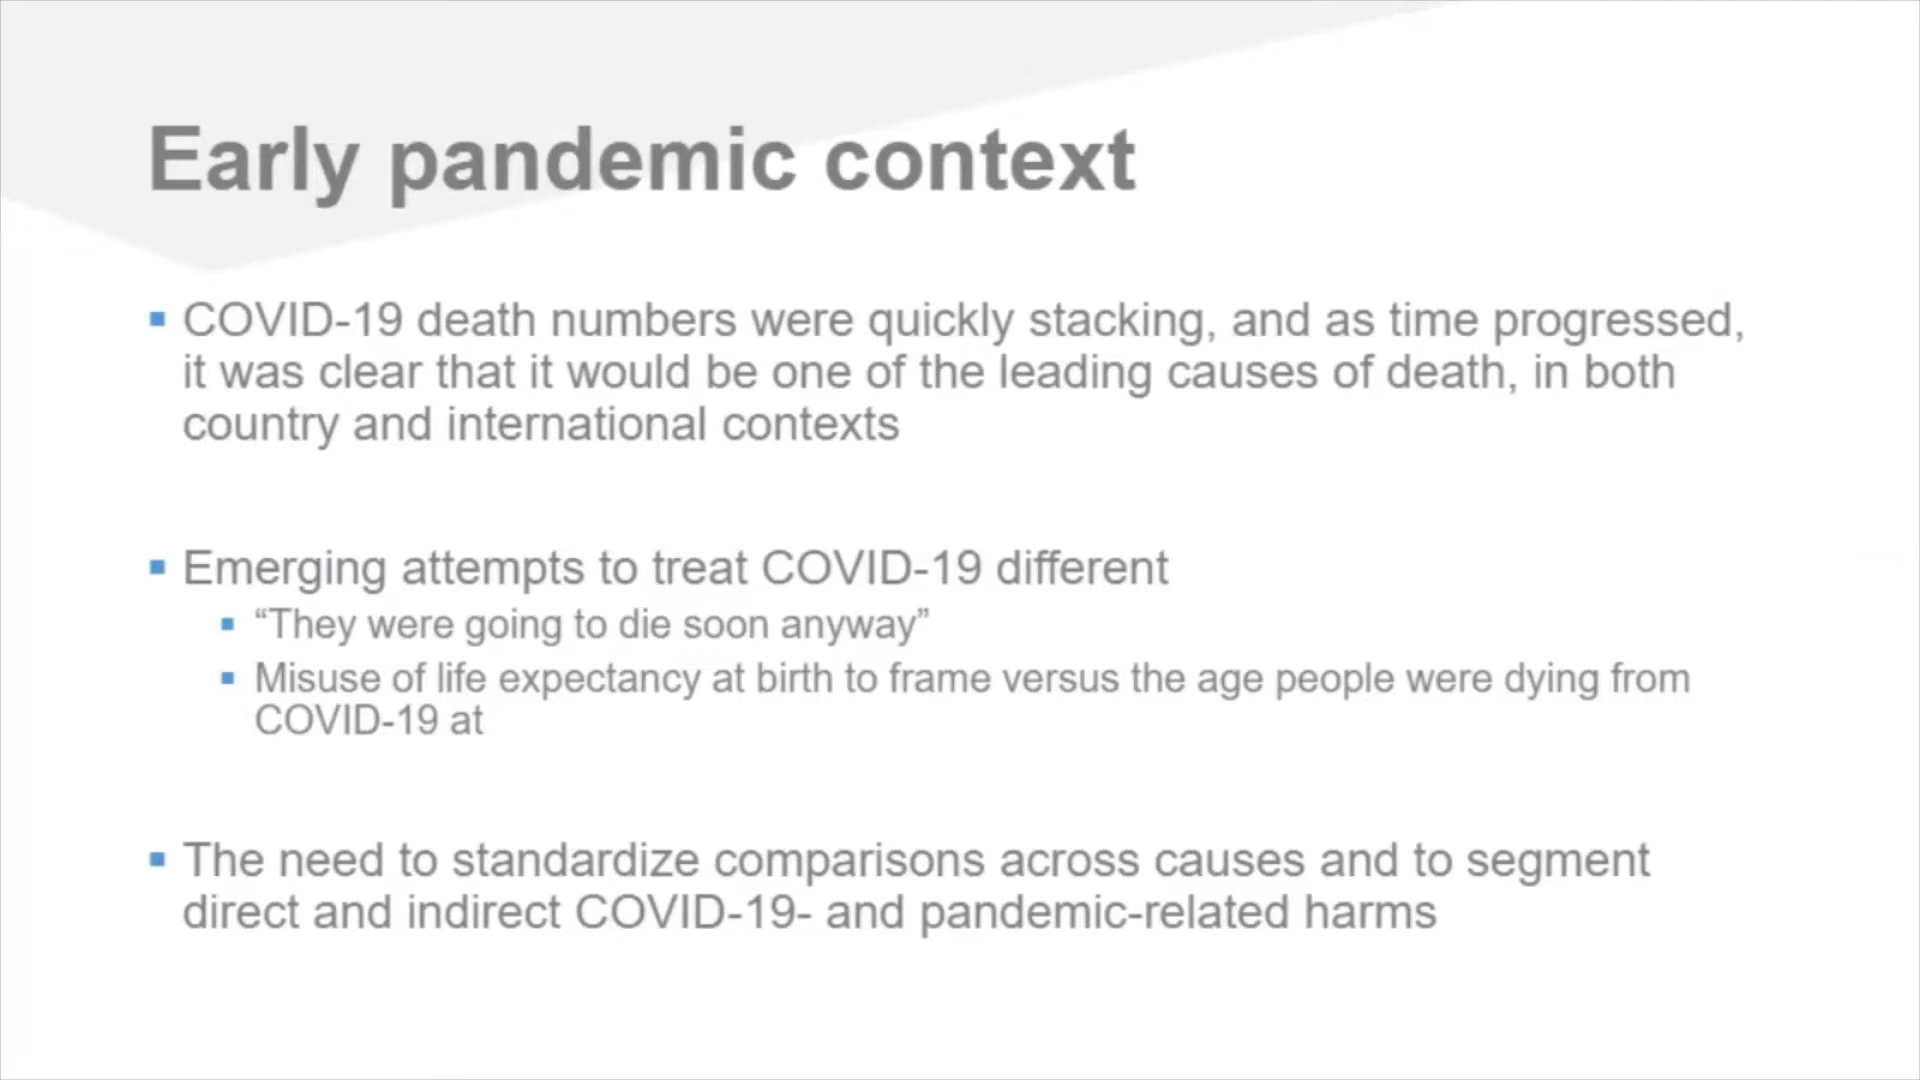 Early pandemic context
COVID-19 death numbers were quickly stacking, and as time progressed,
it was clear that it would be one of the leading causes of death, in both
country and international contexts
Emerging attempts to treat COVID-19 different
“They were going to die soon anyway”
Misuse of life expectancy at birth to frame versus the age people were dying from
COVID-19 at
The need to standardize comparisons across causes and to segment
direct and indirect COVID-19- and pandemic-related harms